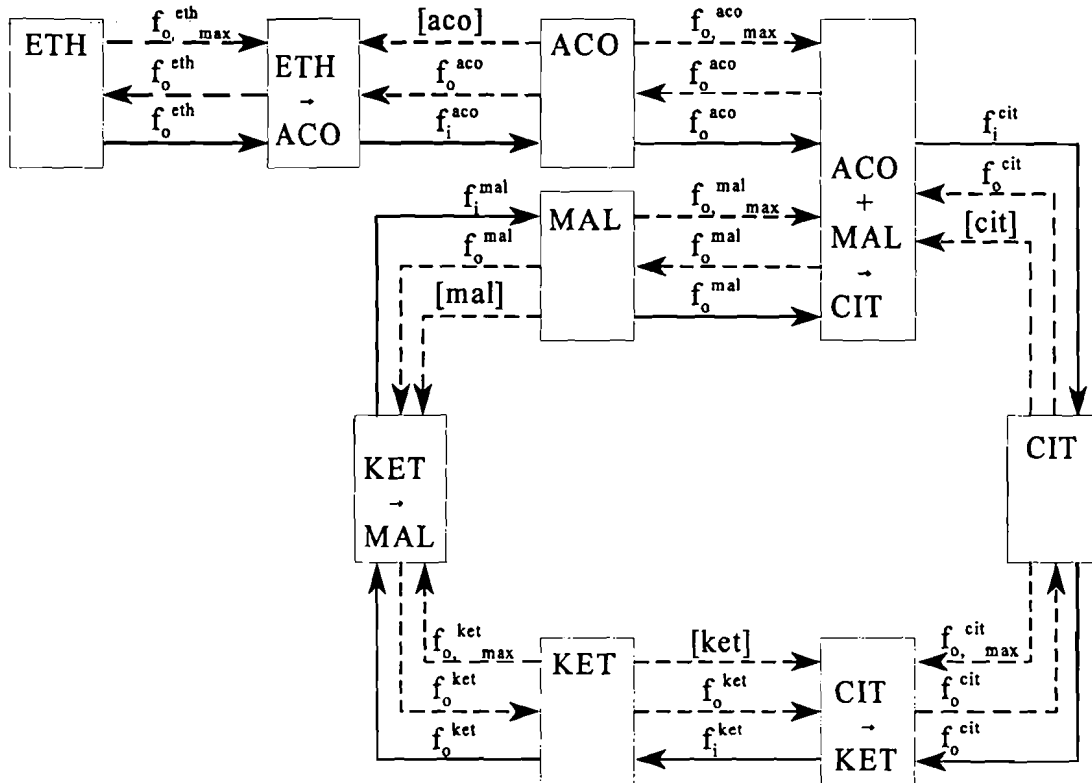 ETH
f_o,^eth max
f_o^eth
f_o^eth
ETH
→
ACO
[aco]
f_o^aco
f_i^aco
ACO
f_o,^aco max
f_o^aco
f_o^aco
ACO
+
MAL
→
CIT
f_i^cit
f_o^cit
[cit]
f_i^mal
f_o^mal
[mal]
MAL
f_o,^mal max
f_o^mal
f_o^mal
KET
→
MAL
CIT
f_o,^ket max
f_o^ket
f_o^ket
KET
[ket]
f_o^ket
f_i^ket
CIT
→
KET
f_o,^cit max
f_o^cit
f_o^cit